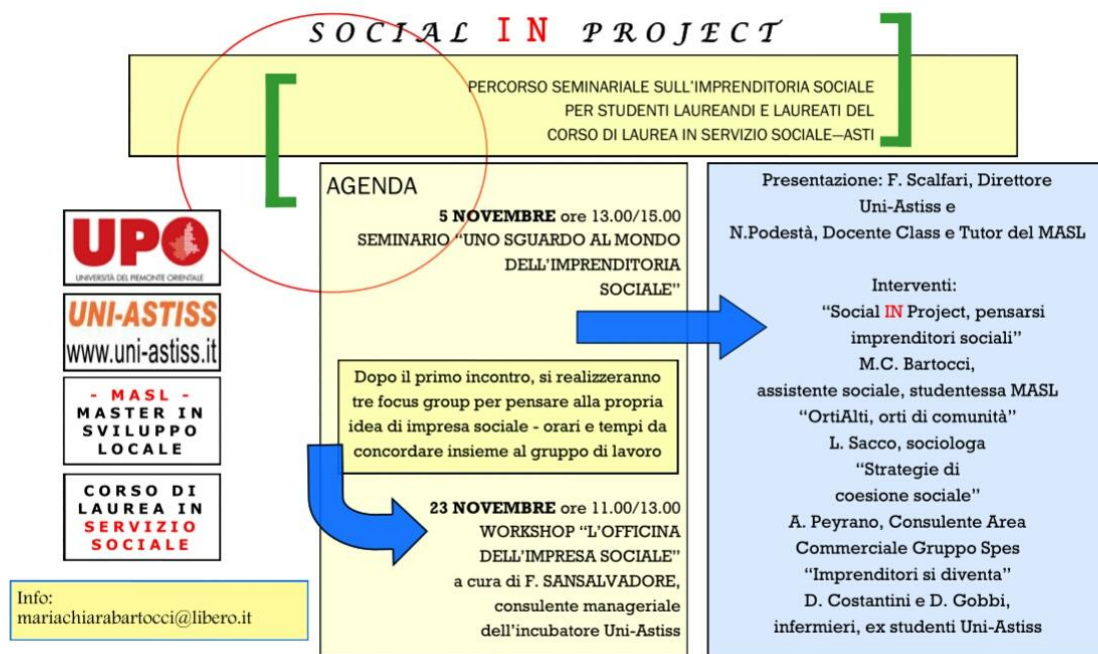 SOCIAL IN PROJECT
PERCORSO SEMINARIALE SULL'IMPRENDITORIA SOCIALE
PER STUDENTI LAUREANDI E LAUREATI DEL
CORSO DI LAUREA IN SERVIZIO SOCIALE—ASTI
UPO
UNIVERSITÀ DEL PIEMONTE ORIENTALE
UNI-ASTISS
www.uni-astiss.it
- MASL -
MASTER IN
SVILUPPO
LOCALE
CORSO DI
LAUREA IN
SERVIZIO
SOCIALE
Info:
mariachiarabartocci@libero.it
AGENDA
5 NOVEMBRE ore 13.00/15.00
SEMINARIO "UNO SGUARDO AL MONDO
DELL'IMPRENDITORIA
SOCIALE"
Dopo il primo incontro, si realizzeranno
tre focus group per pensare alla propria
idea di impresa sociale - orari e tempi da
concordare insieme al gruppo di lavoro
23 NOVEMBRE ore 11.00/13.00
WORKSHOP "L'OFFICINA
DELL'IMPRESA SOCIALE"
a cura di F. SANSALVADORE,
consulente manageriale
dell'incubatore Uni-Astiss
Presentazione: F. Scalfari, Direttore
Uni-Astiss e
N.Podestà, Docente Class e Tutor del MASL
Interventi:
"Social IN Project, pensarsi
imprenditori sociali"
M.C. Bartocci,
assistente sociale, studentessa MASL
"OrtiAlti, orti di comunità"
L. Sacco, sociologa
"Strategie di
coesione sociale"
A. Peyrano, Consulente Area
Commerciale Gruppo Spes
"Imprenditori si diventa"
D. Costantini e D. Gobbi,
infermieri, ex studenti Uni-Astiss